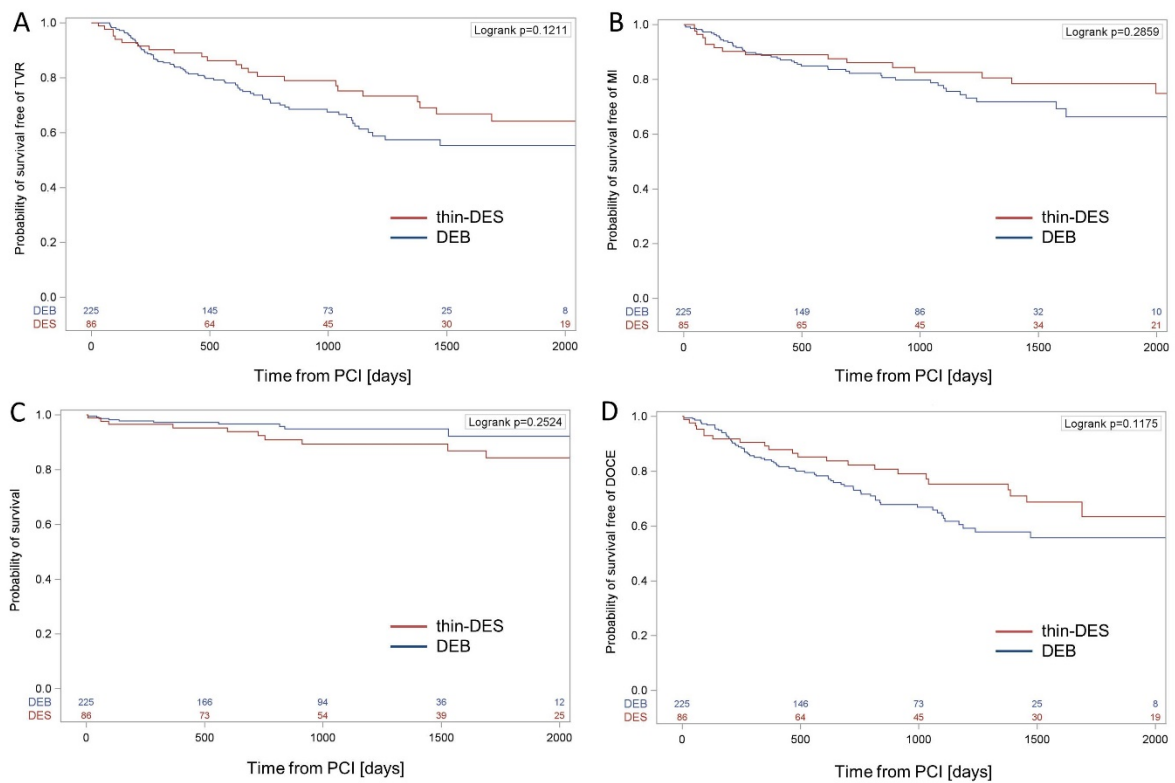 A
Logrank p=0.1211
Probability of survival free of TVR
1.0
0.8
0.6
0.4
0.2
0.0
thin-DES
DEB
DEB 225 145 73 25 8
DES 86 64 45 30 19
0 500 1000 1500 2000
Time from PCI [days]
B
Logrank p=0.2859
Probability of survival free of MI
1.0
0.8
0.6
0.4
0.2
0.0
thin-DES
DEB
DEB 225 149 86 32 10
DES 85 65 45 34 21
0 500 1000 1500 2000
Time from PCI [days]
C
Logrank p=0.2524
Probability of survival
1.0
0.8
0.6
0.4
0.2
0.0
thin-DES
DEB
DEB 225 166 94 36 12
DES 86 73 54 39 25
0 500 1000 1500 2000
Time from PCI [days]
D
Logrank p=0.1175
Probability of survival free of DOCE
1.0
0.8
0.6
0.4
0.2
0.0
thin-DES
DEB
DEB 225 146 73 25 8
DES 86 64 45 30 19
0 500 1000 1500 2000
Time from PCI [days]